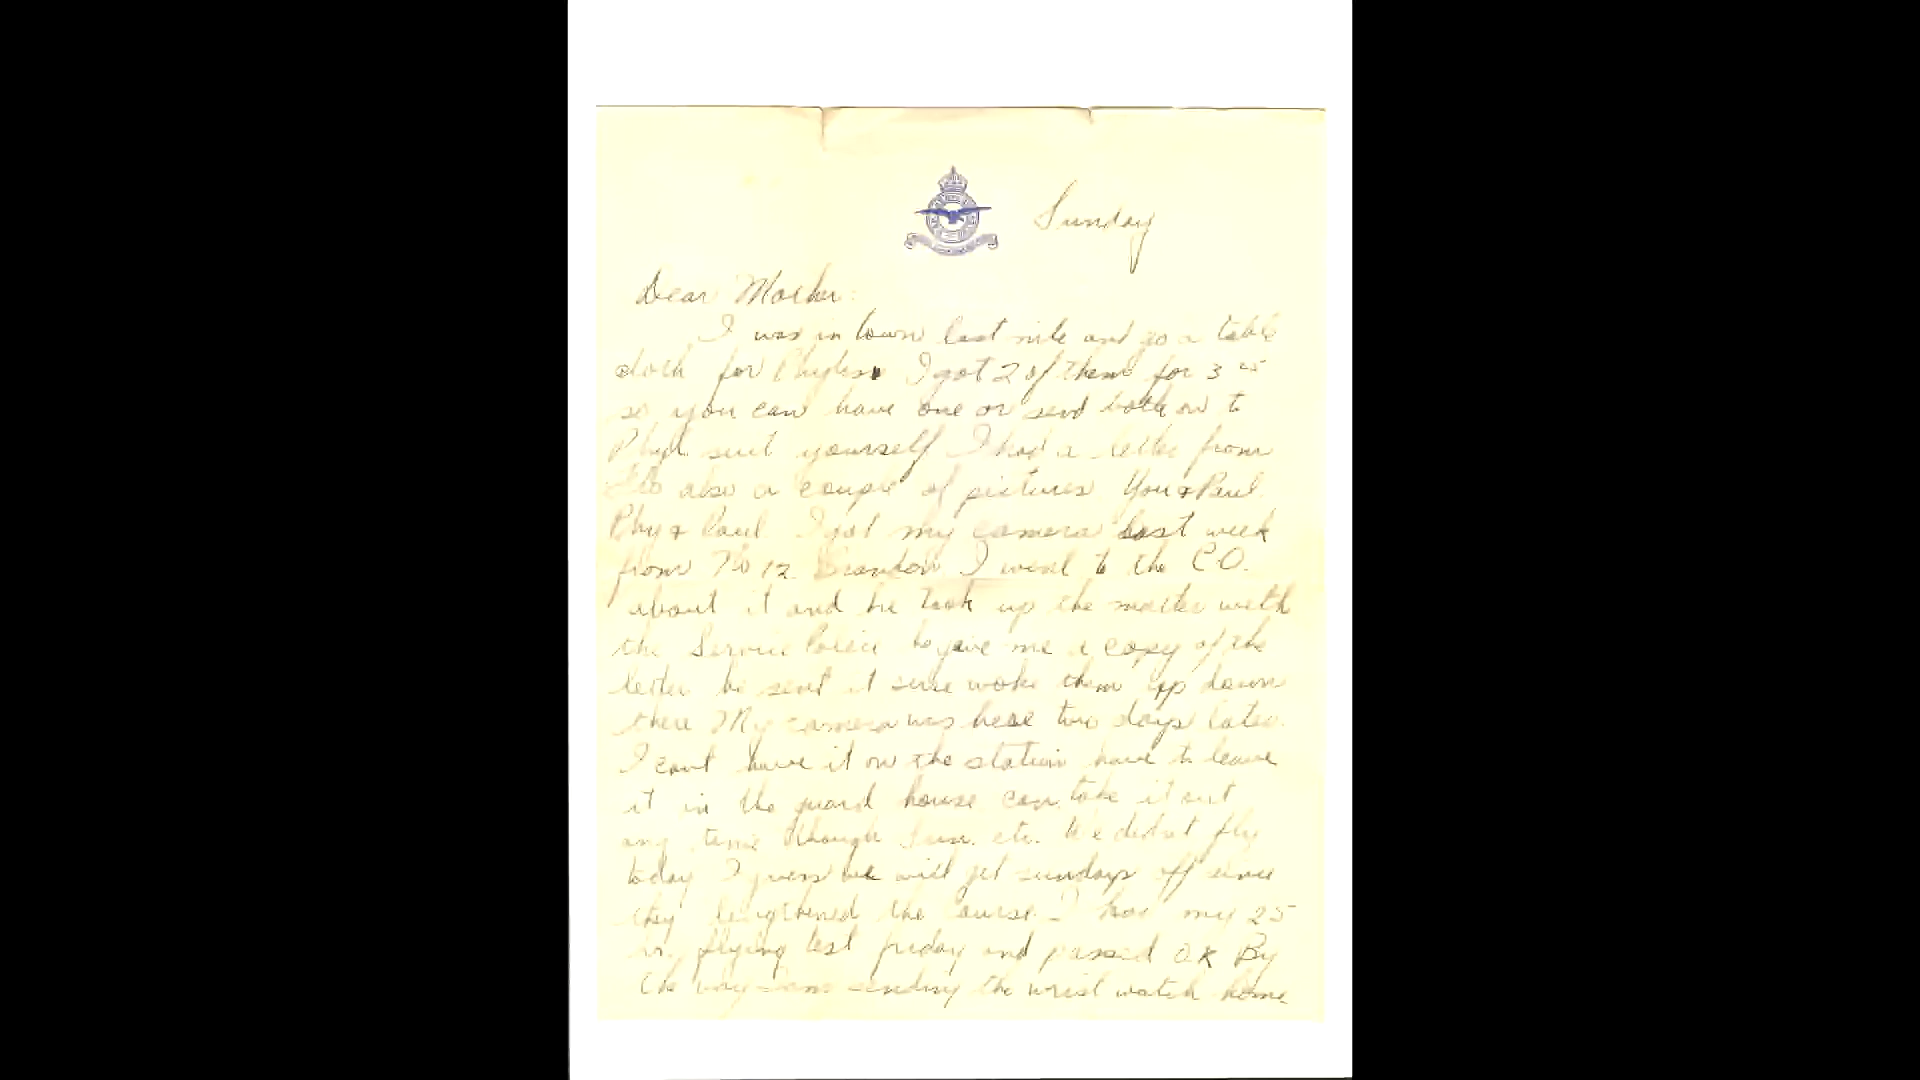 Sunday
Dear Mother:
I was in town last nite and go a table
cloth for Phyliss I got 2 of them for 3 25
so you can have one or send both on to
Phyl suit yourself I had a letter from
also a couple of pictures You & Paul
Phy & Paul I got my camera last week
from No 12 Brandon I went to the C.O.
about it and he took up the matter with
the Service Police he gave me a copy of the
letter he sent it sure woke them up down
there My camera was here two days later.
I cant have it on the station have to leave
it in the guard house can take it out
any time though Sun. etc. We didnt fly
today I guess we will get sundays off since
they lengthened the course I had my 25
hr. flying test friday and passed OK By
the way I am sending the wrist watch home